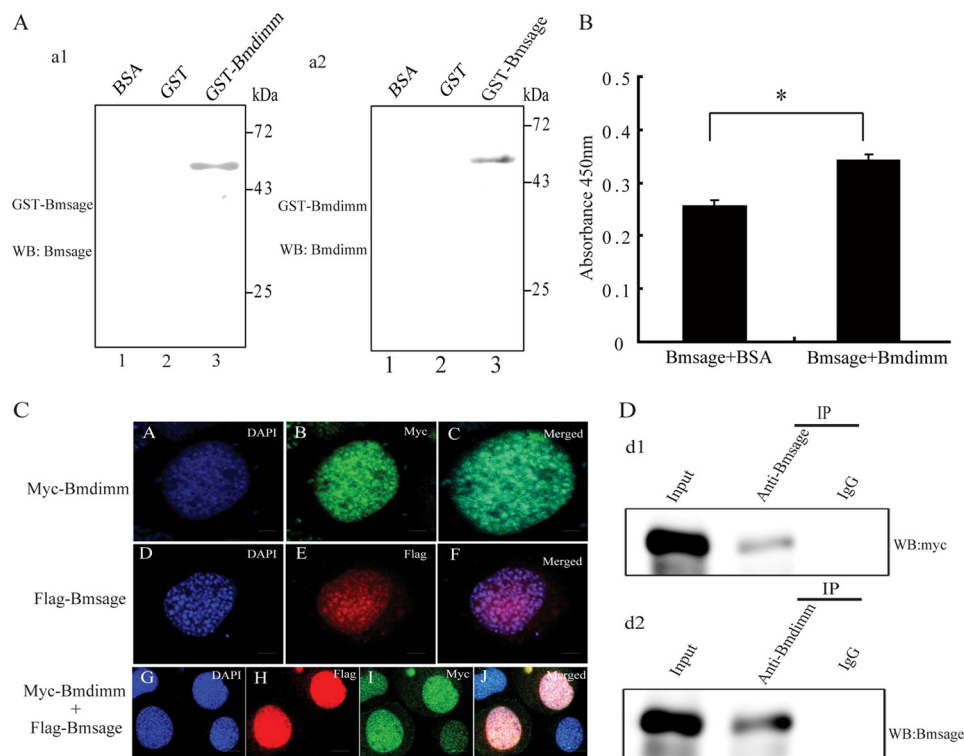 A
a1
BSA
GST
GST-Bmdimm
kDa
72
43
25
GST-Bmsage
WB: Bmsage
1 2 3
a2
BSA
GST
GST-Bmsage
kDa
72
43
25
GST-Bmdimm
WB: Bmdimm
1 2 3
B
Absorbance 450nm
0.5
0.4
0.3
0.2
0.1
0
*
Bmsage+BSA
Bmsage+Bmdimm
C
Myc-Bmdimm
A DAPI
B Myc
C Merged
Flag-Bmsage
D DAPI
E Flag
F Merged
Myc-Bmdimm
+
Flag-Bmsage
G DAPI
H Flag
I Myc
J Merged
D
d1
IP
Input
Anti-Bmsage
IgG
WB:myc
d2
IP
Input
Anti-Bmdimm
IgG
WB:Bmsage